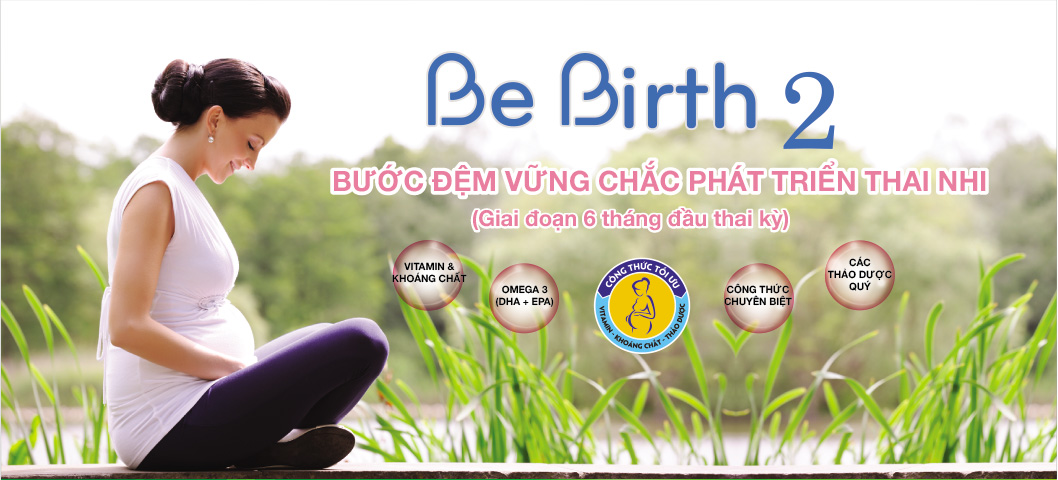 Be Birth 2
BƯỚC ĐỆM VỮNG CHẮC PHÁT TRIỂN THAI NHI
(Giai đoạn 6 tháng đầu thai kỳ)
VITAMIN &
KHOÁNG CHẤT
OMEGA 3
(DHA + EPA)
CÔNG THỨC TỐI ƯU
VITAMIN - KHOÁNG CHẤT - THẢO DƯỢC
CÔNG THỨC
CHUYÊN BIỆT
CÁC
THẢO DƯỢC
QUÝ